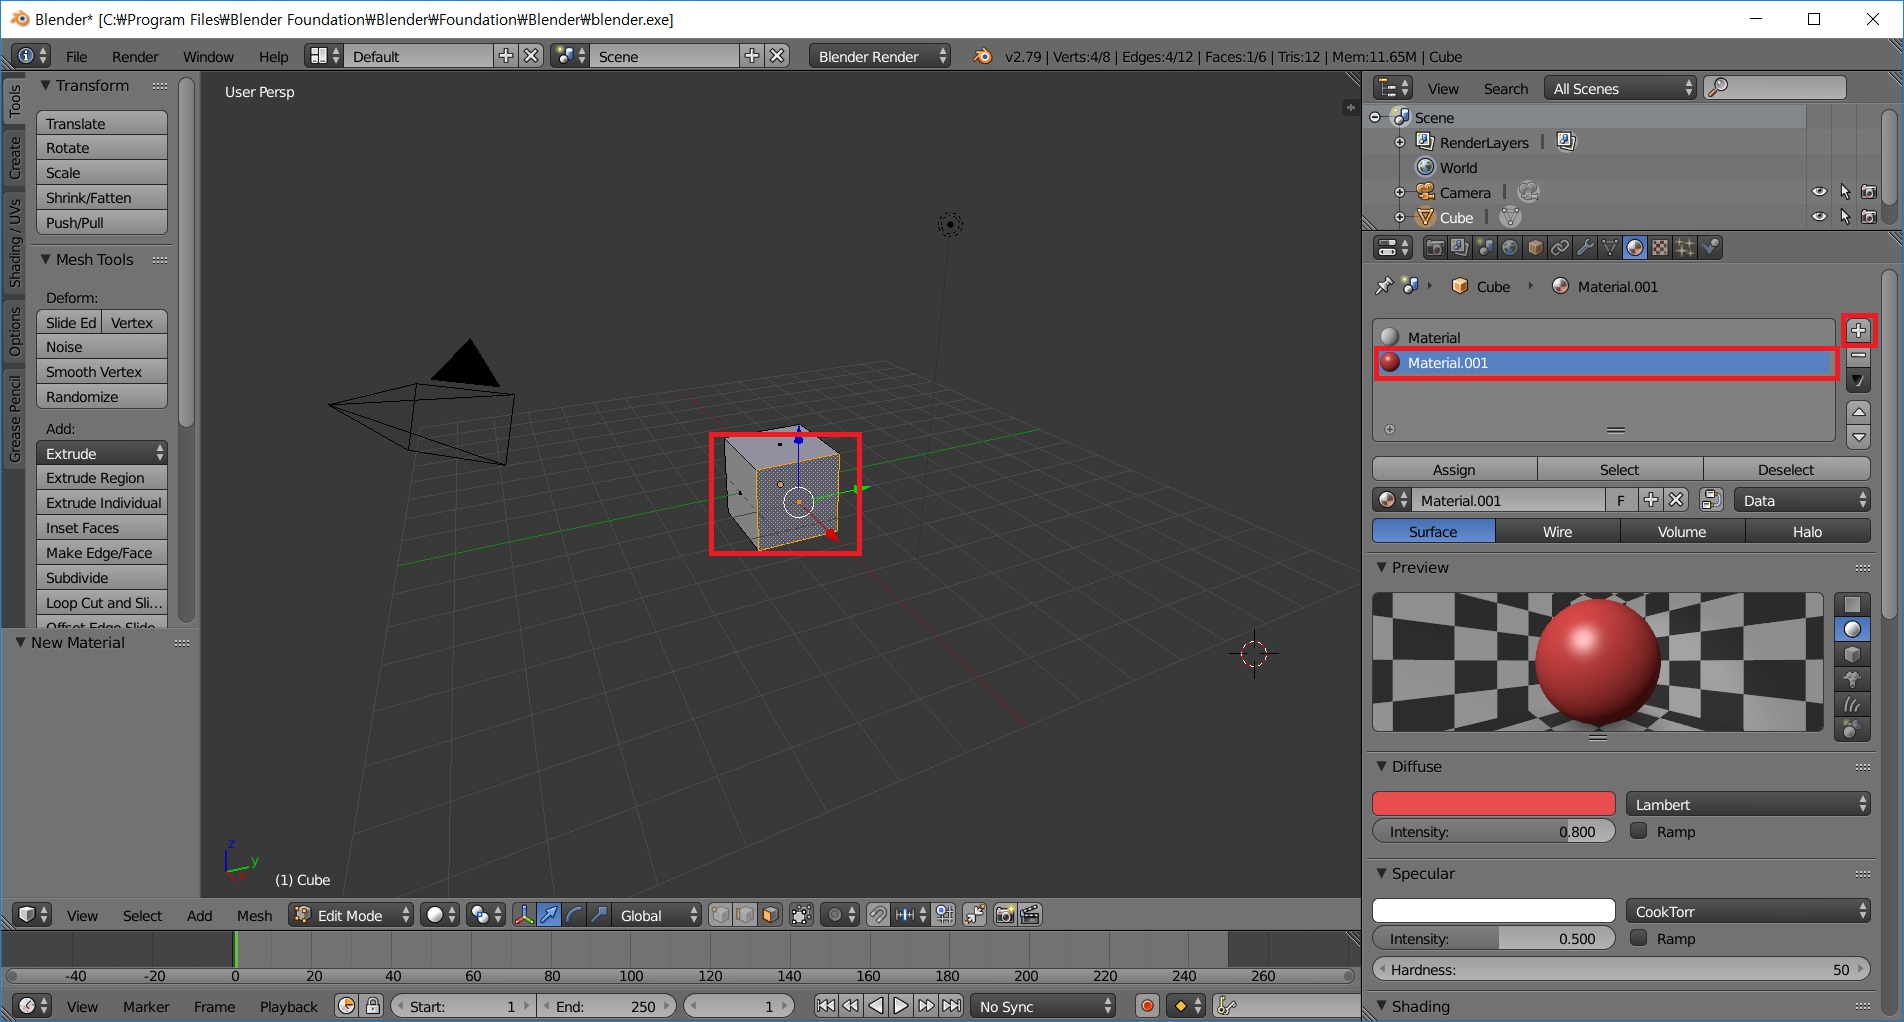 Blender* [C:₩Program Files₩Blender Foundation₩Blender₩Foundation₩Blender₩blender.exe]
File Render Window Help Default Scene Blender Render v2.79 | Verts:4/8 | Edges:4/12 | Faces:1/6 | Tris:12 | Mem:11.65M | Cube
Tools
Create
Shading / UVs
Options
Grease Pencil
Transform
Translate
Rotate
Scale
Shrink/Fatten
Push/Pull
Mesh Tools
Deform:
Slide Ed Vertex
Noise
Smooth Vertex
Randomize
Add:
Extrude
Extrude Region
Extrude Individual
Inset Faces
Make Edge/Face
Subdivide
Loop Cut and Sli...
Offset Edge Slide
New Material
User Persp
z
y
x
(1) Cube
View Select Add Mesh Edit Mode Global
-40 -20 0 20 40 60 80 100 120 140 160 180 200 220 240 260
View Marker Frame Playback Start: 1 End: 250 1 No Sync
View Search All Scenes
Scene
RenderLayers |
World
Camera |
Cube |
Cube Material.001
Material
Material.001
Assign Select Deselect
Material.001 F Data
Surface Wire Volume Halo
Preview
Diffuse
Lambert
Intensity: 0.800 Ramp
Specular
CookTorr
Intensity: 0.500 Ramp
Hardness: 50
Shading